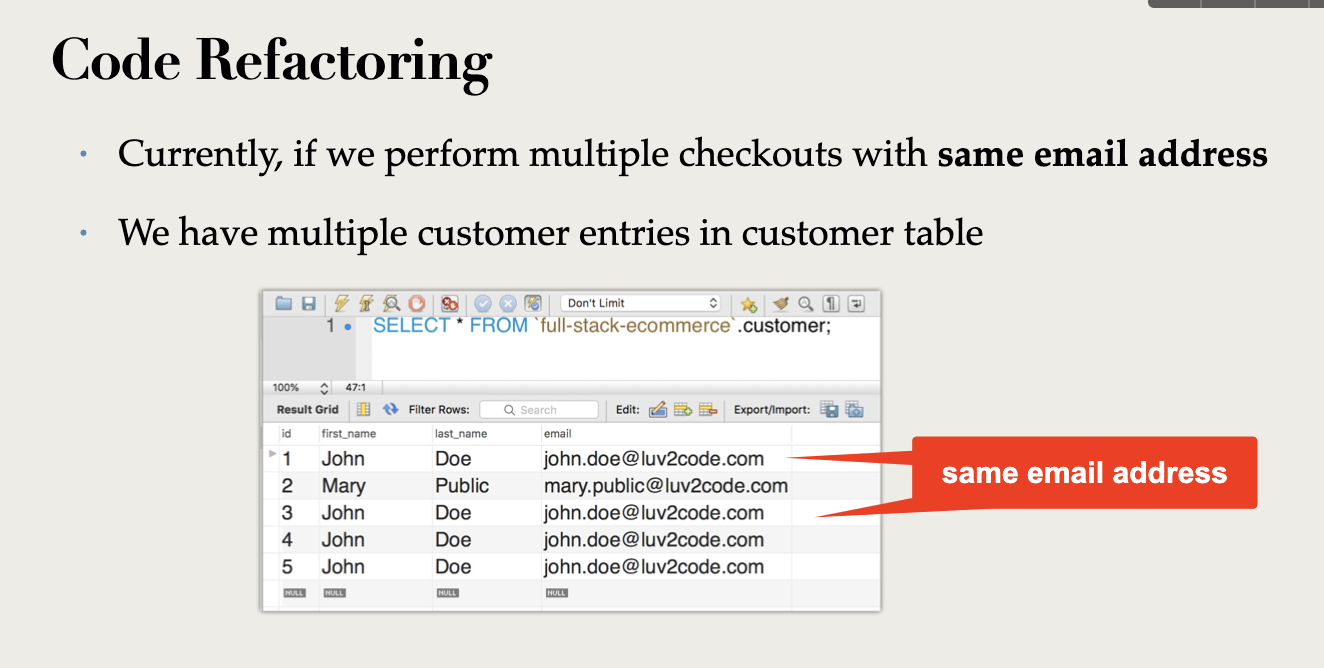 Code Refactoring
• Currently, if we perform multiple checkouts with same email address
• We have multiple customer entries in customer table
Don't Limit
1 SELECT * FROM `full-stack-ecommerce`.customer;
100% 47:1
Result Grid Filter Rows: Search Edit: Export/Import:
id first_name last_name email
1 John Doe john.doe@luv2code.com
2 Mary Public mary.public@luv2code.com
3 John Doe john.doe@luv2code.com
4 John Doe john.doe@luv2code.com
5 John Doe john.doe@luv2code.com
NULL NULL NULL NULL
same email address